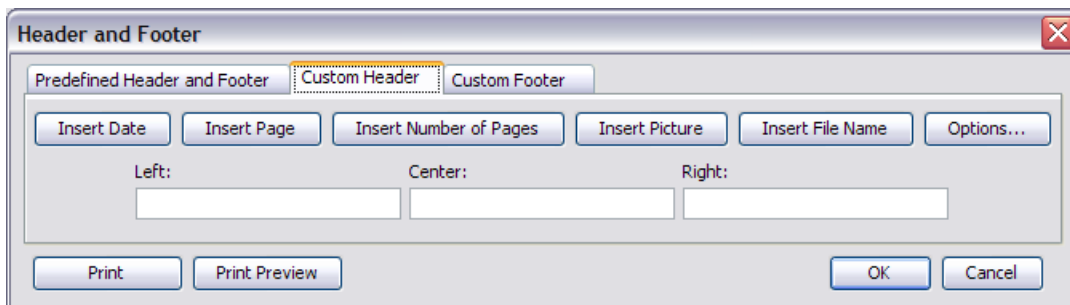 Header and Footer
Predefined Header and Footer Custom Header Custom Footer
Insert Date Insert Page Insert Number of Pages Insert Picture Insert File Name Options...
Left: Center: Right:
Print Print Preview OK Cancel